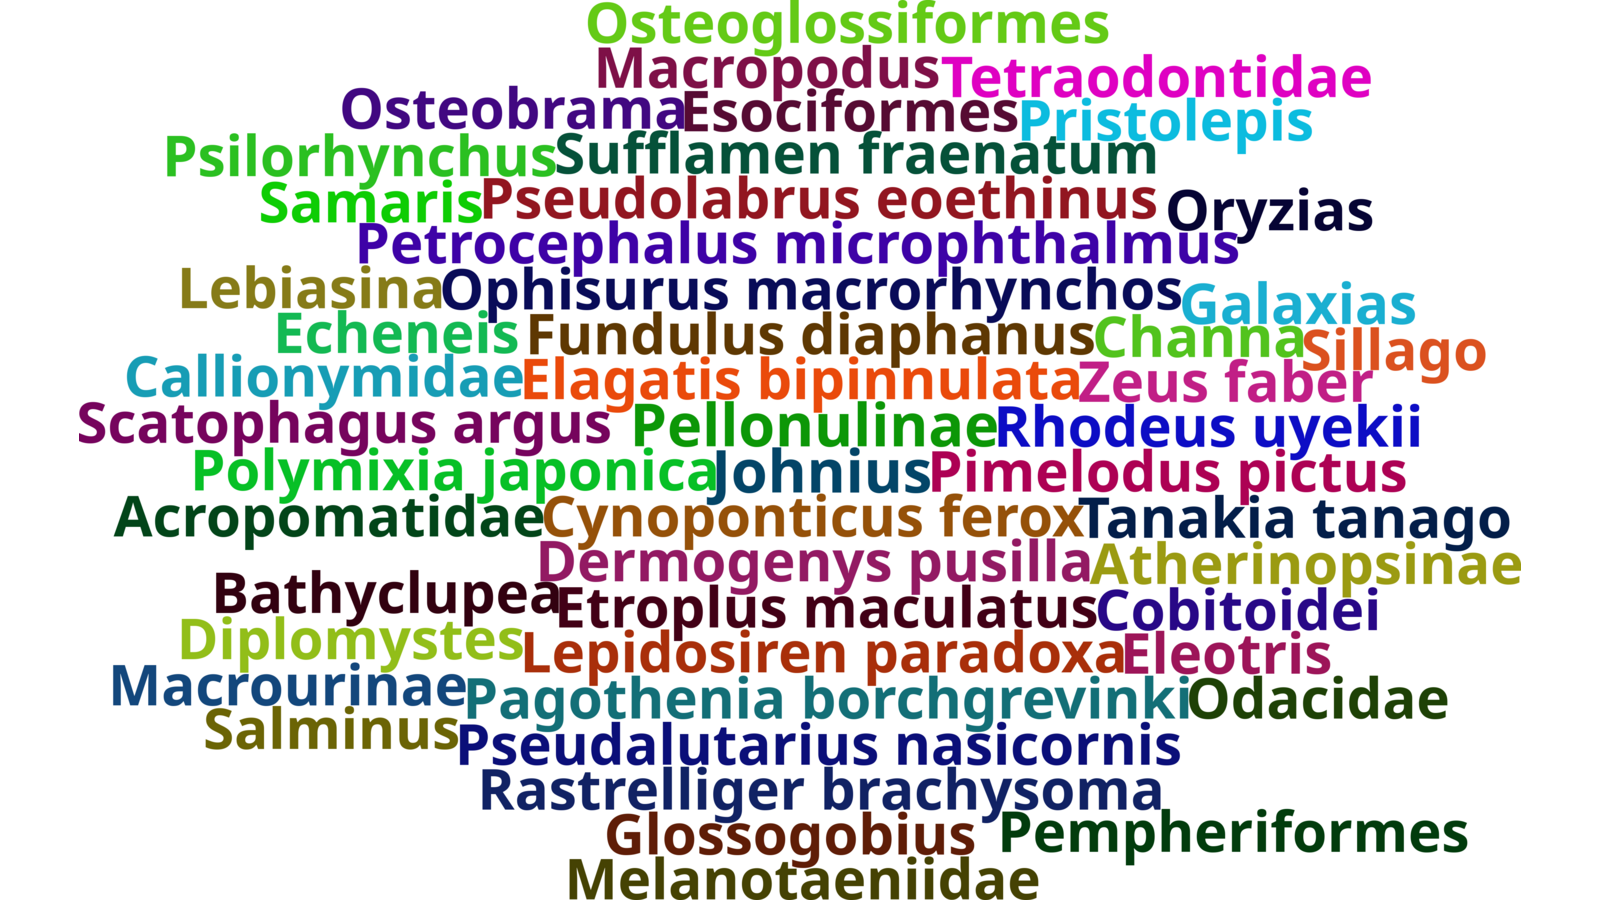 Osteoglossiformes
Macropodus Tetraodontidae
Osteobrama Esociformes Pristolepis
Psilorhynchus Sufflamen fraenatum
Samaris Pseudolabrus eoethinus Oryzias
Petrocephalus microphthalmus
Lebiasina Ophisurus macrorhynchos Galaxias
Echeneis Fundulus diaphanus Channa Sillago
Callionymidae Elagatis bipinnulata Zeus faber
Scatophagus argus Pellonulinae Rhodeus uyekii
Polymixia japonica Johnius Pimelodus pictus
Acropomatidae Cynoponticus ferox Tanakia tanago
Dermogenys pusilla Atherinopsinae
Bathyclupea Etroplus maculatus Cobitoidei
Diplomystes Lepidosiren paradoxa Eleotris
Macrourinae Pagothenia borchgrevinki Odacidae
Salminus Pseudalutarius nasicornis
Rastrelliger brachysoma
Glossogobius Pempheriformes
Melanotaeniidae